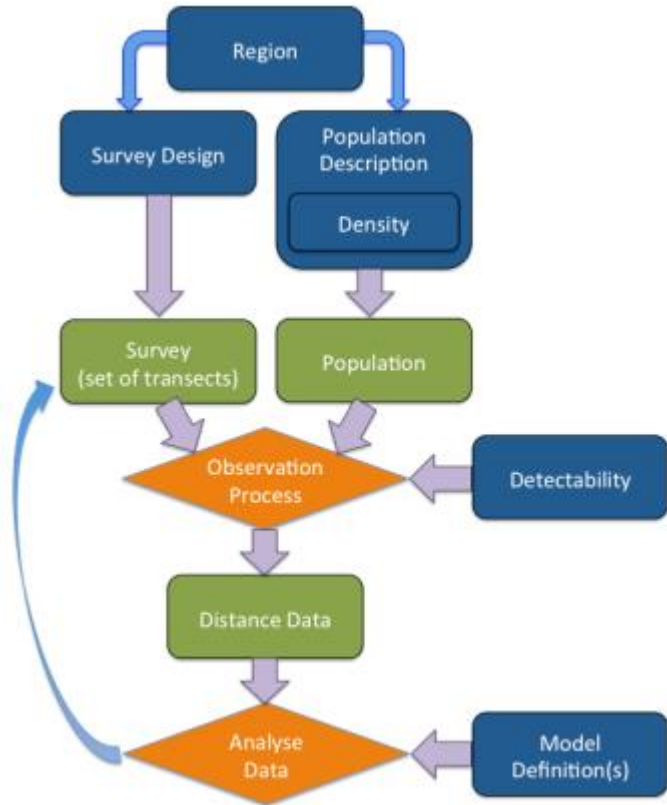 Region
Survey Design
Population
Description
Density
Survey
(set of transects)
Population
Observation
Process
Detectability
Distance Data
Analyse
Data
Model
Definition(s)